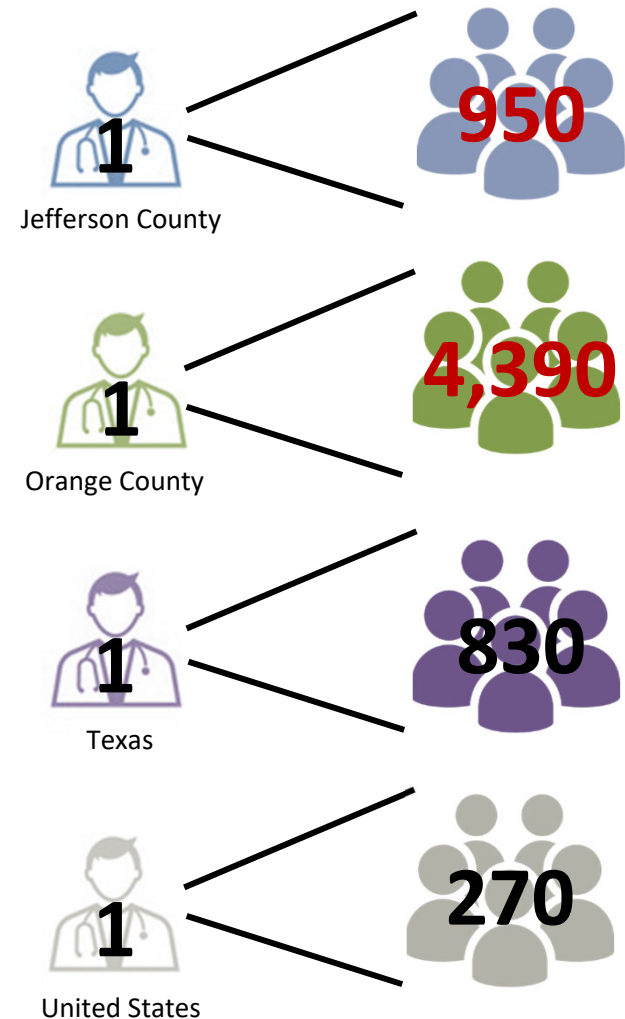 1
950
Jefferson County
1
4,390
Orange County
1
830
Texas
1
270
United States